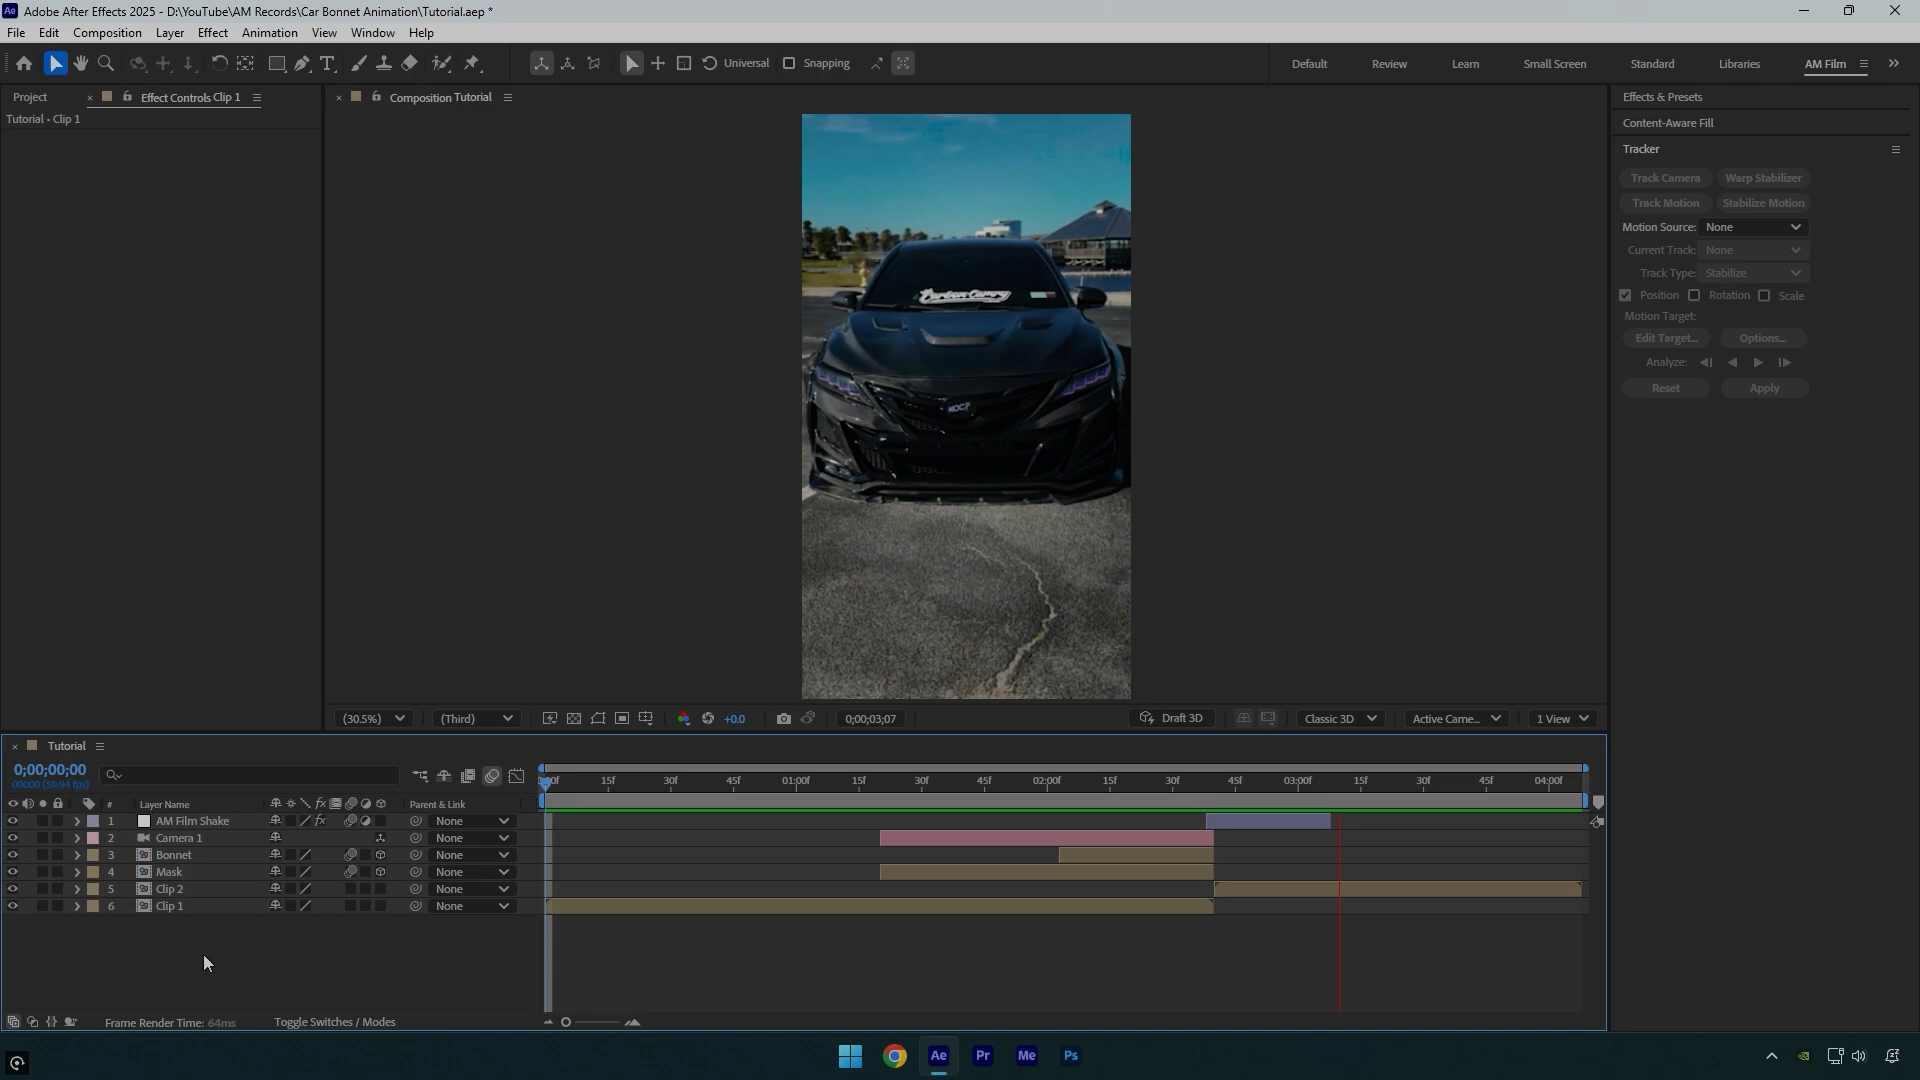 Adobe After Effects 2025 - D:\YouTube\AM Records\Car Bonnet Animation\Tutorial.aep *
File Edit Composition Layer Effect Animation View Window Help
Universal Snapping Default Review Learn Small Screen Standard Libraries AM Film
Project Effect Controls Clip 1 Composition Tutorial Effects & Presets
Tutorial • Clip 1
Content-Aware Fill
Tracker
Track Camera Warp Stabilizer
Track Motion Stabilize Motion
Motion Source: None
Current Track: None
Track Type: Stabilize
Position Rotation Scale
Motion Target:
Edit Target... Options...
Analyze:
Reset Apply
Carbon Camry
(30.5%) (Third) +0.0 0;00;03;07 Draft 3D Classic 3D Active Came... 1 View
Tutorial
0;00;00;00
00000 (59.94 fps)
15f 30f 45f 01:00f 15f 30f 45f 02:00f 15f 30f 45f 03:00f 15f 30f 45f 04:00f
# Layer Name fx Parent & Link
1 AM Film Shake fx None
2 Camera 1 None
3 Bonnet None
4 Mask None
5 Clip 2 None
6 Clip 1 None
Frame Render Time: 64ms Toggle Switches / Modes
Ae Pr Me Ps